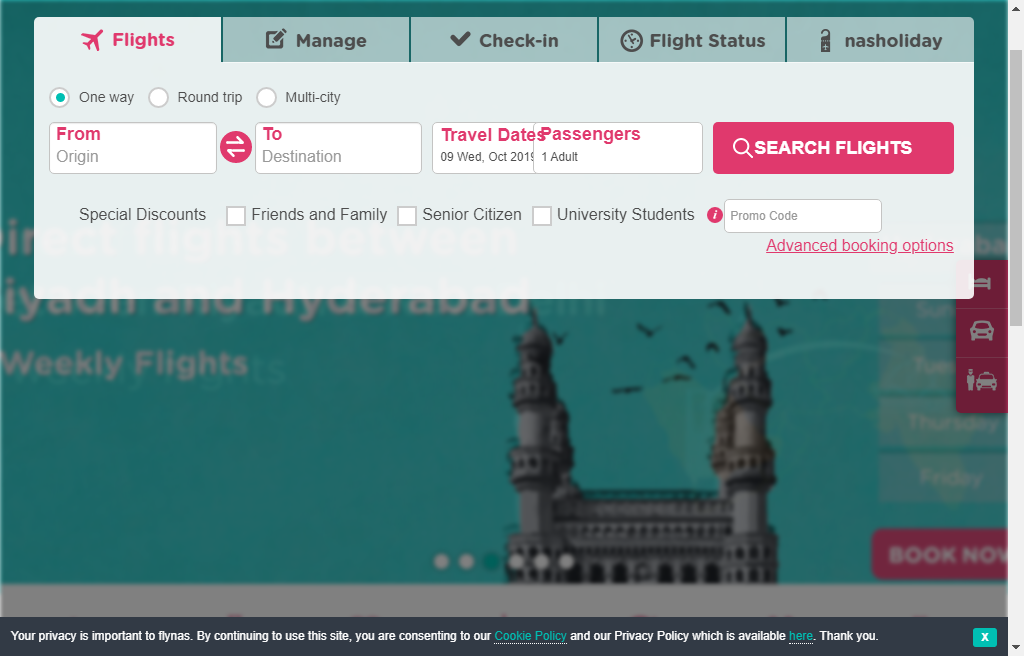 Flights
Manage
Check-in
Flight Status
nasholiday
One way
Round trip
Multi-city
From
Origin
To
Destination
Travel Dates
09 Wed, Oct 2019
Passengers
1 Adult
SEARCH FLIGHTS
Special Discounts
Friends and Family
Senior Citizen
University Students
i
Promo Code
Advanced booking options
flights between
and Hyderabad
Weekly Flights
Thursday
Friday
BOOK NOW
Your privacy is important to flynas. By continuing to use this site, you are consenting to our Cookie Policy and our Privacy Policy which is available here. Thank you.
X